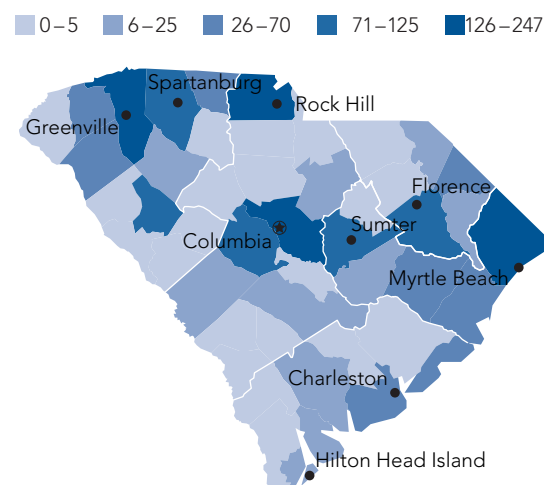 0–5 6–25 26–70 71–125 126–247
Spartanburg
Rock Hill
Greenville
Florence
Sumter
Columbia
Myrtle Beach
Charleston
Hilton Head Island